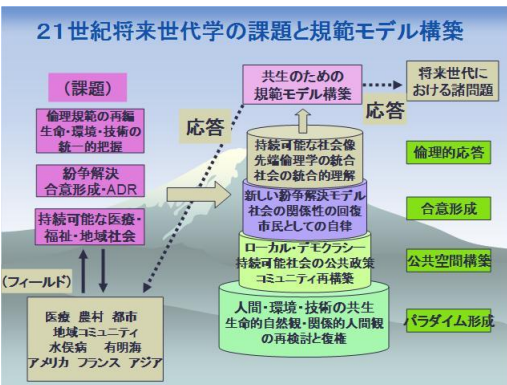 21世紀将来世代学の課題と規範モデル構築
(課題)
倫理規範の再編
生命・環境・技術の
統一的把握
紛争解決
合意形成・ADR
持続可能な医療・
福祉・地域社会
(フィールド)
医療 農村 都市
地域コミュニティ
水俣病 有明海
アメリカ フランス アジア
応答
共生のための
規範モデル構築
応答
持続可能な社会像
先端倫理学の統合
社会の統合的理解
新しい紛争解決モデル
社会の関係性の回復
市民としての自律
ローカル・デモクラシー
持続可能社会の公共政策
コミュニティ再構築
人間・環境・技術の共生
生命的自然観・関係的人間観
の再検討と復権
将来世代に
おける諸問題
倫理的応答
合意形成
公共空間構築
パラダイム形成